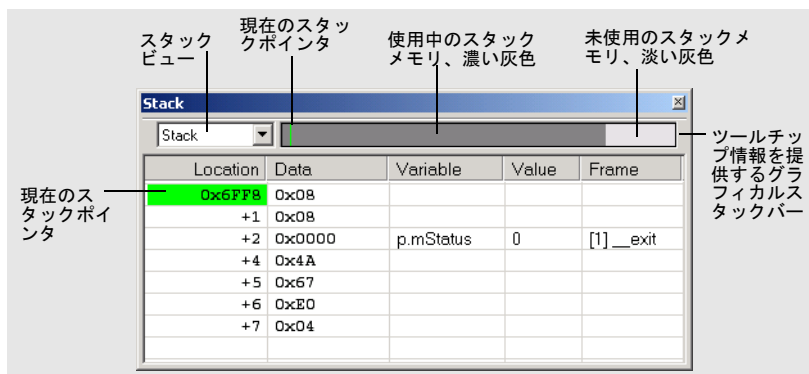 スタック
ビュー
現在のスタッ
クポインタ
使用中のスタック
メモリ、濃い灰色
未使用のスタックメ
モリ、淡い灰色
Stack
Stack
ツールチッ
プ情報を提
供するグラ
フィカルス
タックバー
現在のス
タックポイ
ンタ
Location Data Variable Value Frame
0x6FF8 0x08
+1 0x08
+2 0x0000 p.mStatus 0 [1] __exit
+4 0x4A
+5 0x67
+6 0xE0
+7 0x04